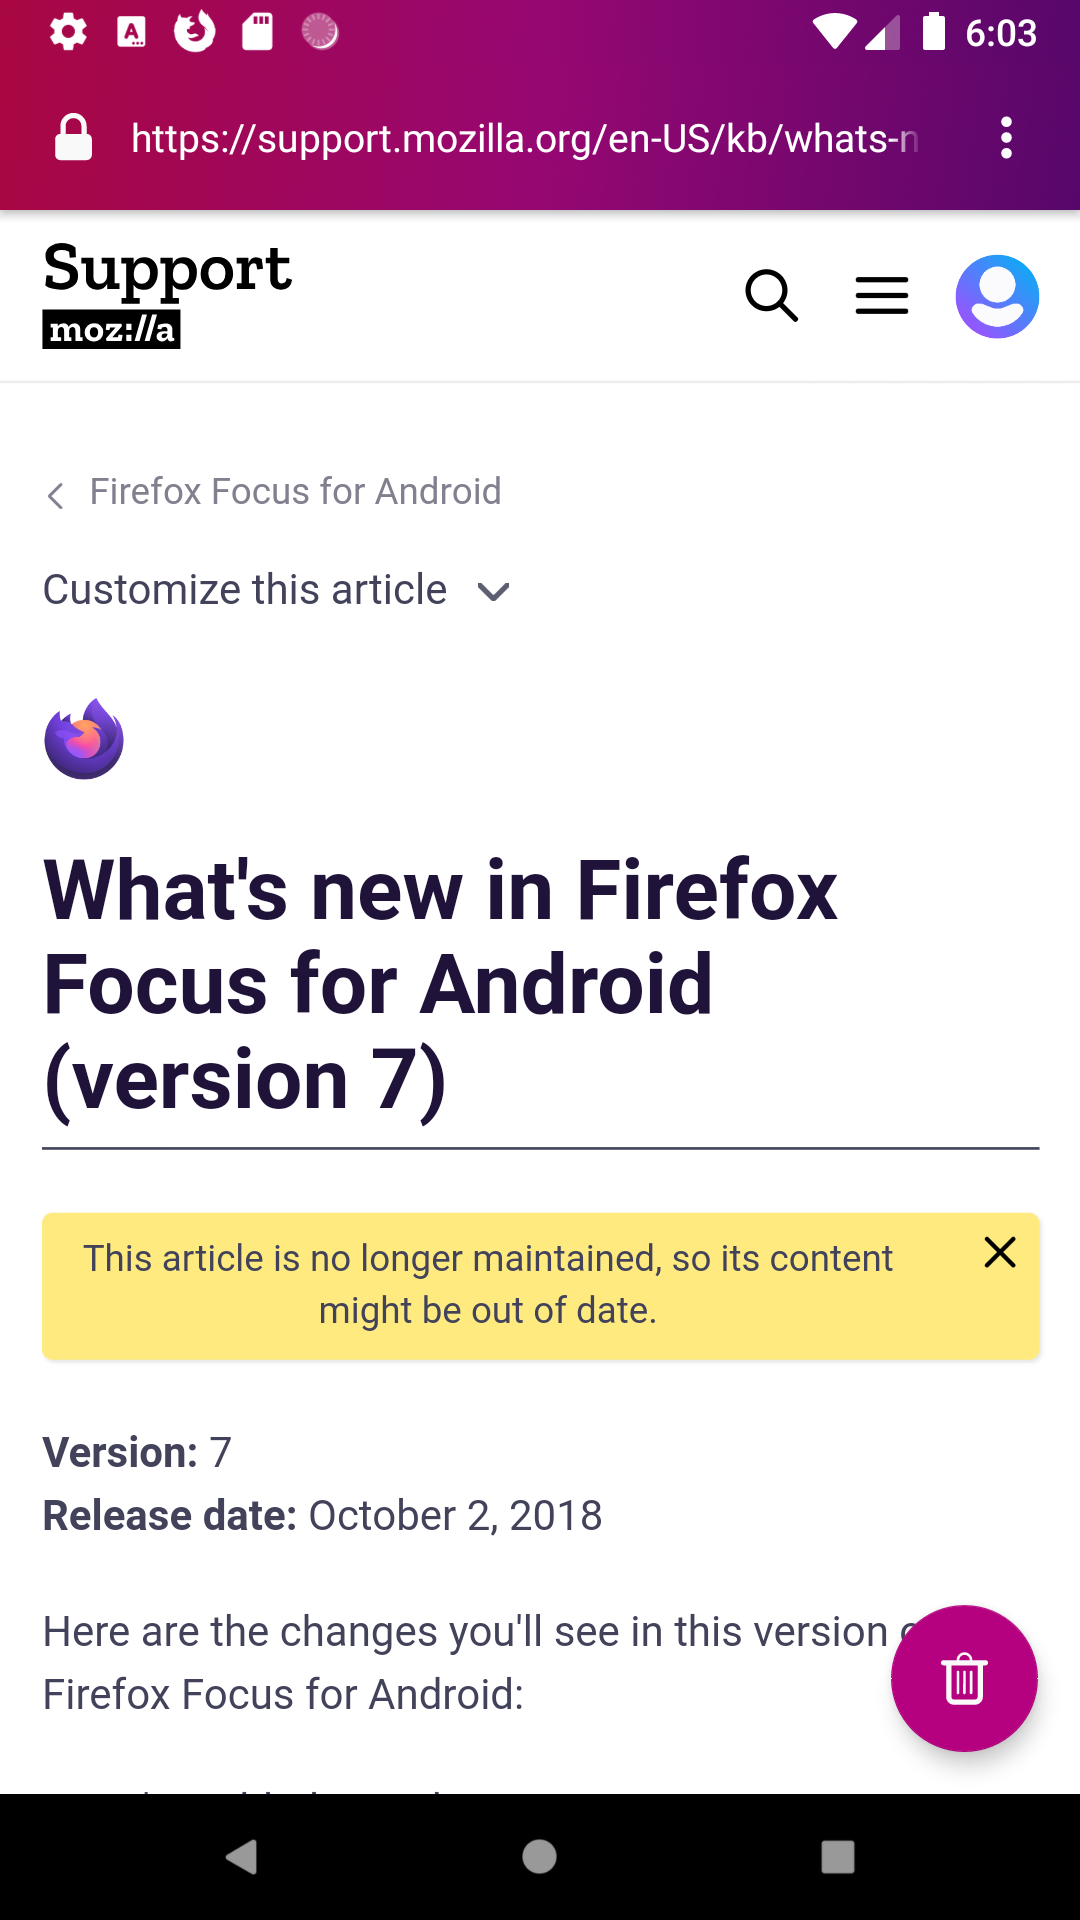 6:03
https://support.mozilla.org/en-US/kb/whats-n
Support
moz://a
Firefox Focus for Android
Customize this article
What's new in Firefox
Focus for Android
(version 7)
This article is no longer maintained, so its content
might be out of date.
Version: 7
Release date: October 2, 2018
Here are the changes you'll see in this version
Firefox Focus for Android: